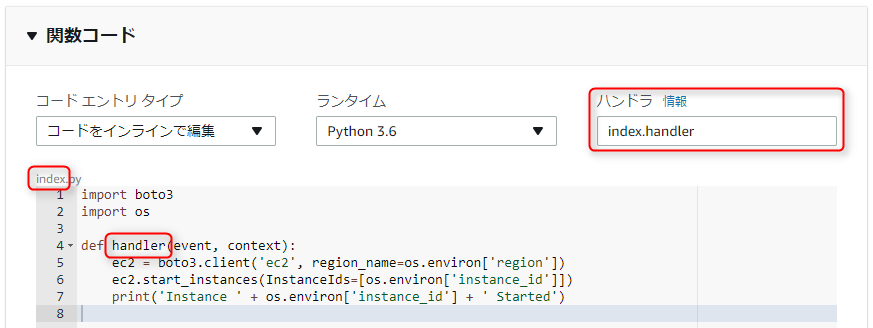 ▼ 関数コード
コード エントリ タイプ
ランタイム
ハンドラ 情報
コードをインラインで編集
Python 3.6
index.handler
index.py
1 import boto3
2 import os
3
4 def handler(event, context):
5     ec2 = boto3.client('ec2', region_name=os.environ['region'])
6     ec2.start_instances(InstanceIds=[os.environ['instance_id']])
7     print('Instance ' + os.environ['instance_id'] + ' Started')
8